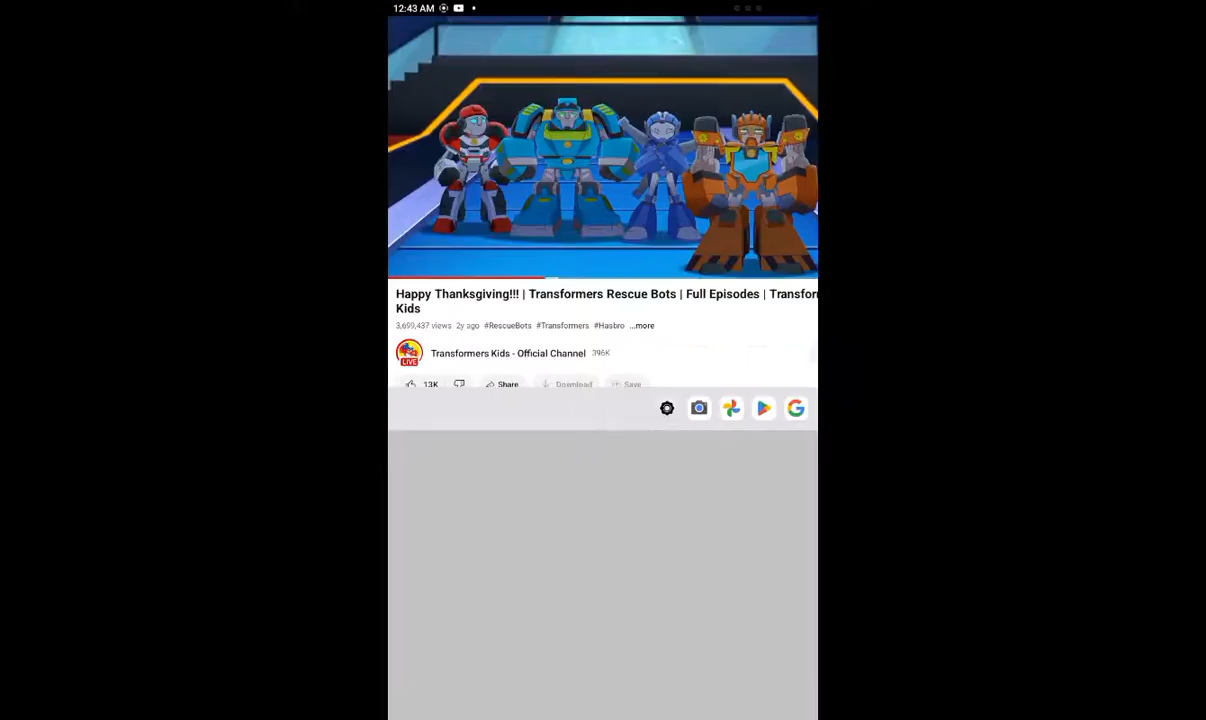 12:43 AM
Happy Thanksgiving!!! | Transformers Rescue Bots | Full Episodes | Transfor
Kids
3,699,437 views 2y ago #RescueBots #Transformers #Hasbro ...more
LIVE
Transformers Kids - Official Channel 396K
13K Share Download Save